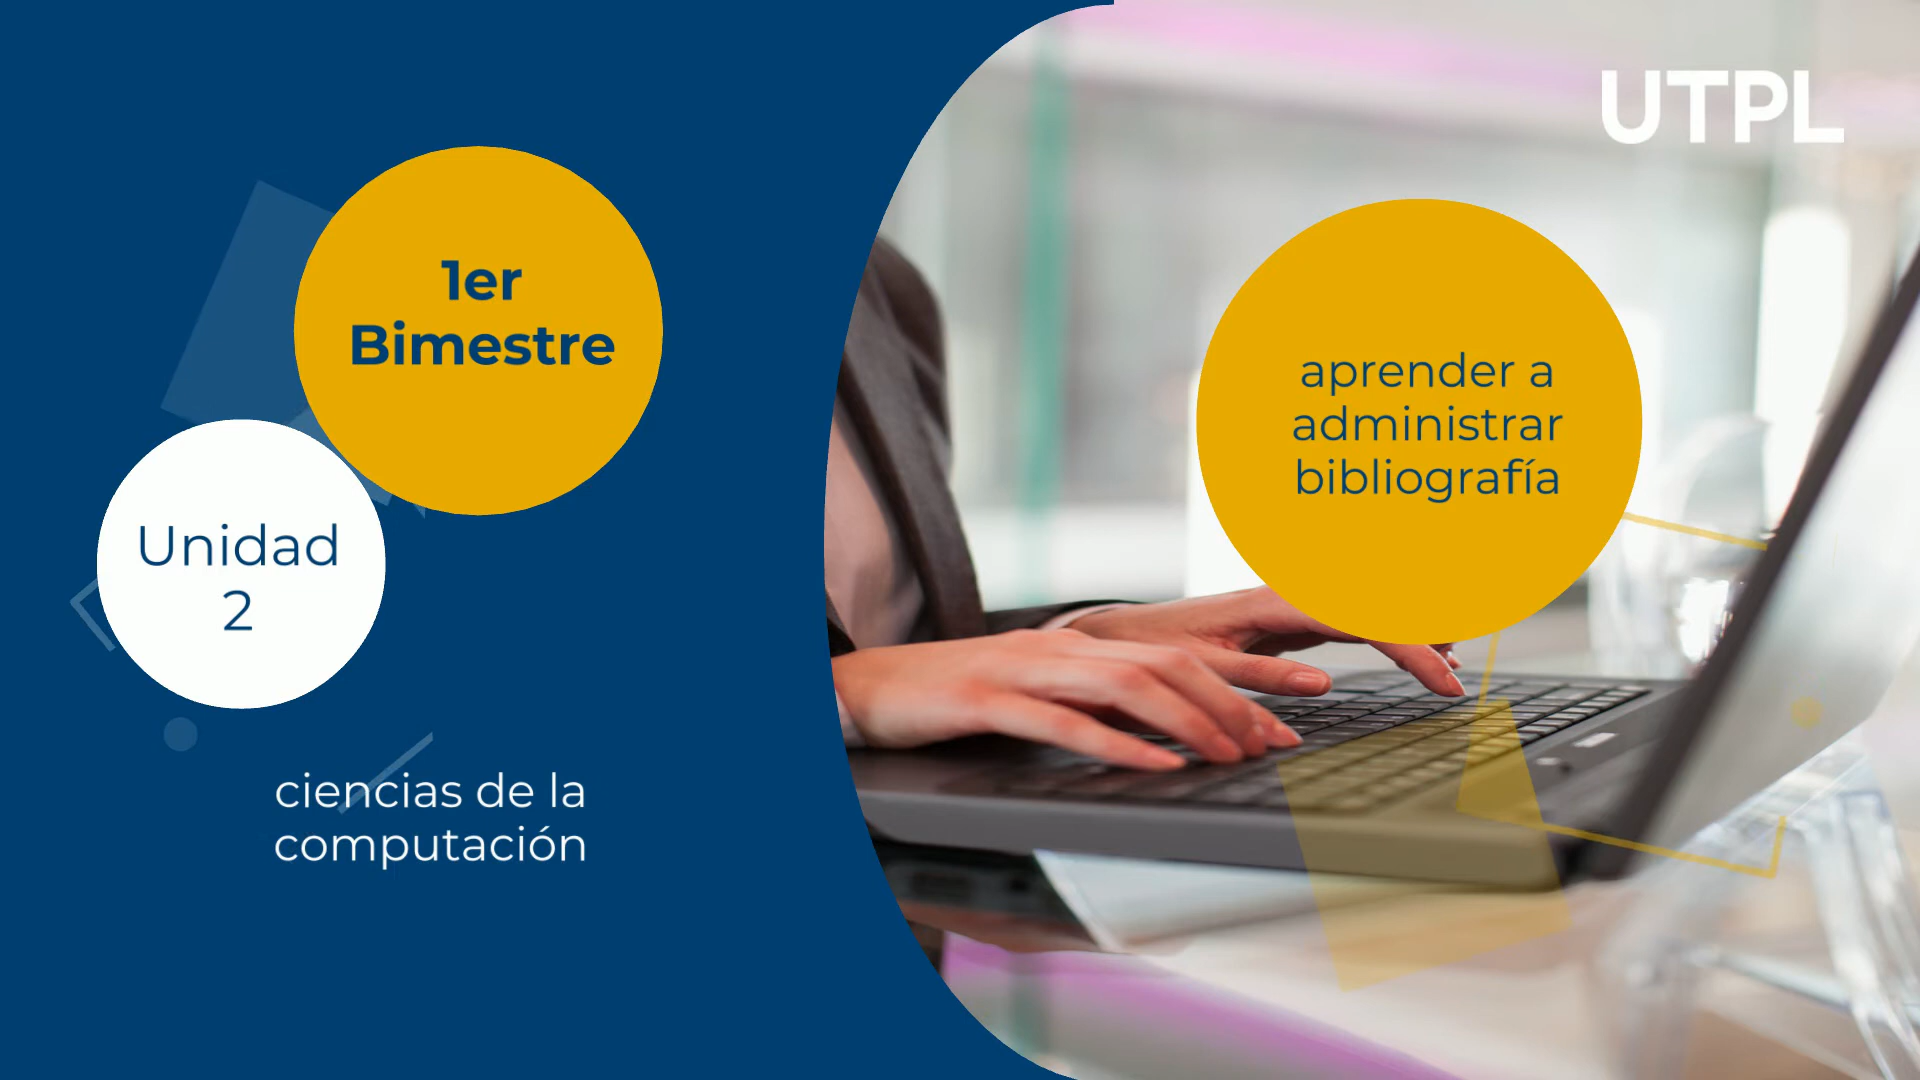 1er
Bimestre
Unidad
2
ciencias de la
computación
UTPL
aprender a
administrar
bibliografía